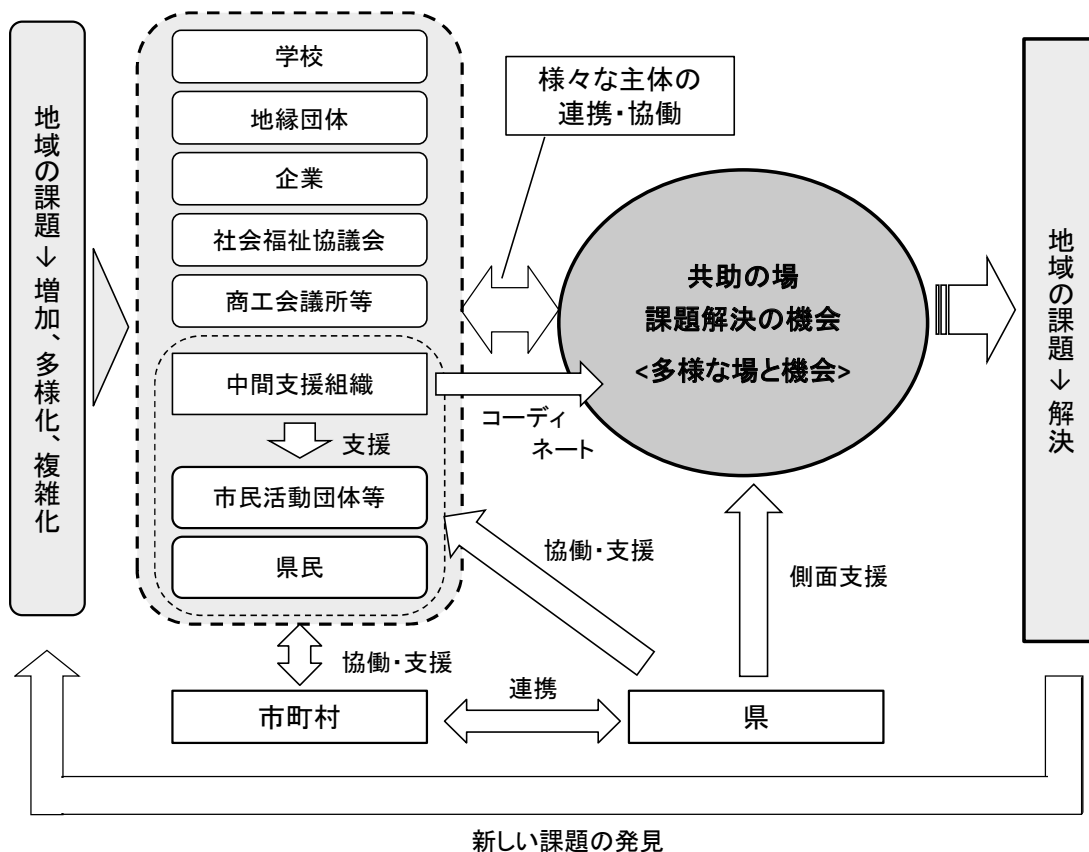 地域の課題→増加、多様化、複雑化
学校
地縁団体
企業
社会福祉協議会
商工会議所等
中間支援組織
支援
市民活動団体等
県民
様々な主体の
連携・協働
共助の場
課題解決の機会
<多様な場と機会>
コーディ
ネート
地域の課題→解決
協働・支援
側面支援
協働・支援
市町村
連携
県
新しい課題の発見